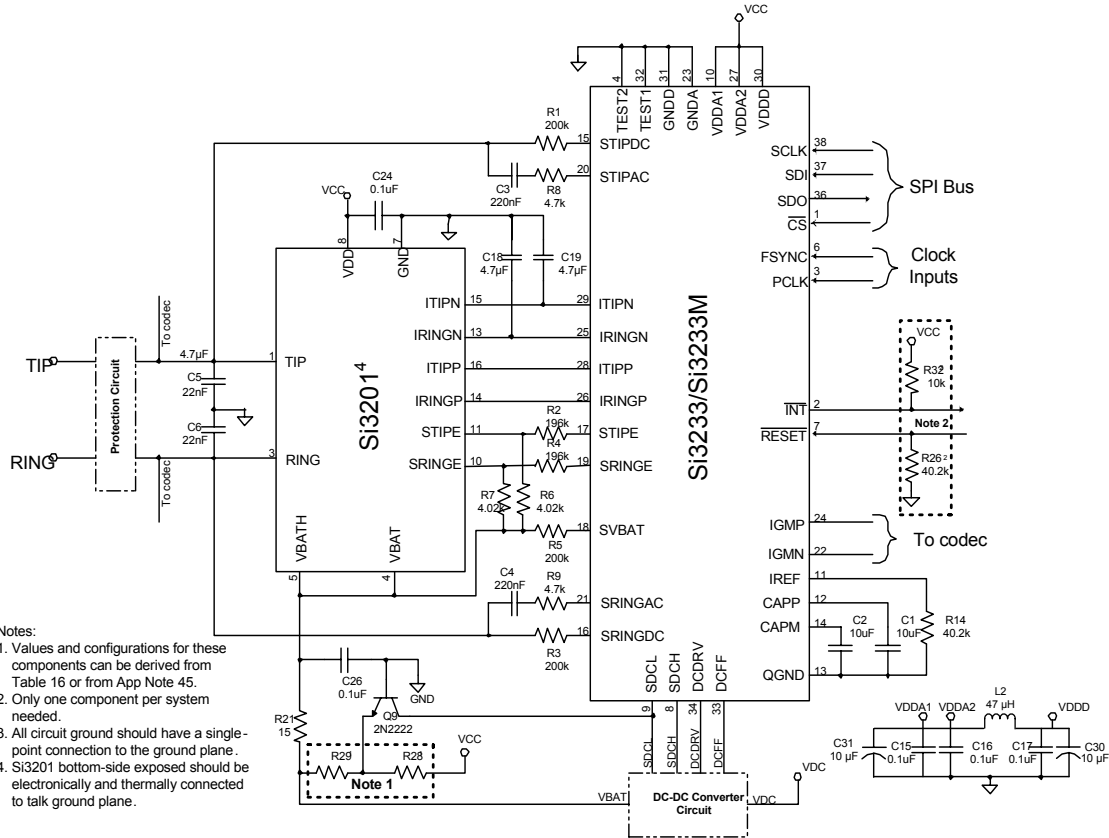 VCC
4
32
31
23
10
27
30
TEST2
TEST1
GNDD
GNDA
VDDA1
VDDA2
VDDD
R1
200k
15
STIPDC
C3
220nF
R8
4.7k
20
STIPAC
SCLK
38
SDI
37
SDO
36
CS
1
SPI Bus
FSYNC
6
PCLK
3
Clock
Inputs
VCC
C24
0.1uF
8
VDD
7
GND
C18
4.7µF
C19
4.7µF
15
ITIPN
29
ITIPN
13
IRINGN
25
IRINGN
16
ITIPP
28
ITIPP
14
IRINGP
26
IRINGP
11
STIPE
R2
196k
17
STIPE
10
SRINGE
R4
196k
19
SRINGE
R7
4.02k
R6
4.02k
R5
200k
18
SVBAT
Si3201⁴
Si3233/Si3233M
TIP
RING
Protection Circuit
To codec
To codec
4.7µF
C5
22nF
C6
22nF
1
TIP
3
RING
VBATH
5
VBAT
4
VCC
R32²
10k
INT
2
Note 2
RESET
7
R26²
40.2k
IGMP
24
IGMN
22
To codec
IREF
11
CAPP
12
CAPM
14
QGND
13
C2
10uF
C1
10uF
R14
40.2k
C4
220nF
R9
4.7k
21
SRINGAC
R3
200k
16
SRINGDC
SDCL
SDCH
DCDRV
DCFF
9
8
34
33
SDCL
SDCH
DCDRV
DCFF
C26
0.1uF
GND
Q9
2N2222
R21
15
R29
R28
VCC
Note 1
VBAT
DC-DC Converter
Circuit
VDC
VDC
VDDA1
VDDA2
L2
47 µH
VDDD
C31
10 µF
C15
0.1uF
C16
0.1uF
C17
0.1uF
C30
10 µF
Notes:
1. Values and configurations for these
components can be derived from
Table 16 or from App Note 45.
2. Only one component per system
needed.
3. All circuit ground should have a single-
point connection to the ground plane.
4. Si3201 bottom-side exposed should be
electronically and thermally connected
to talk ground plane.